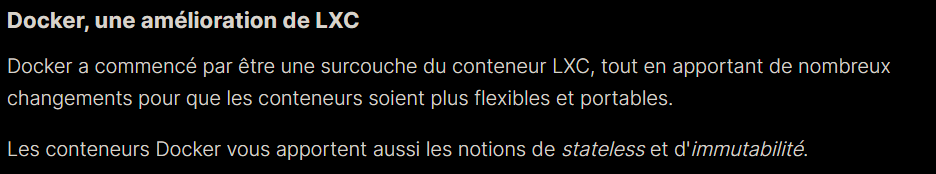 Docker, une amélioration de LXC
Docker a commencé par être une surcouche du conteneur LXC, tout en apportant de nombreux
changements pour que les conteneurs soient plus flexibles et portables.
Les conteneurs Docker vous apportent aussi les notions de stateless et d'immutabilité.